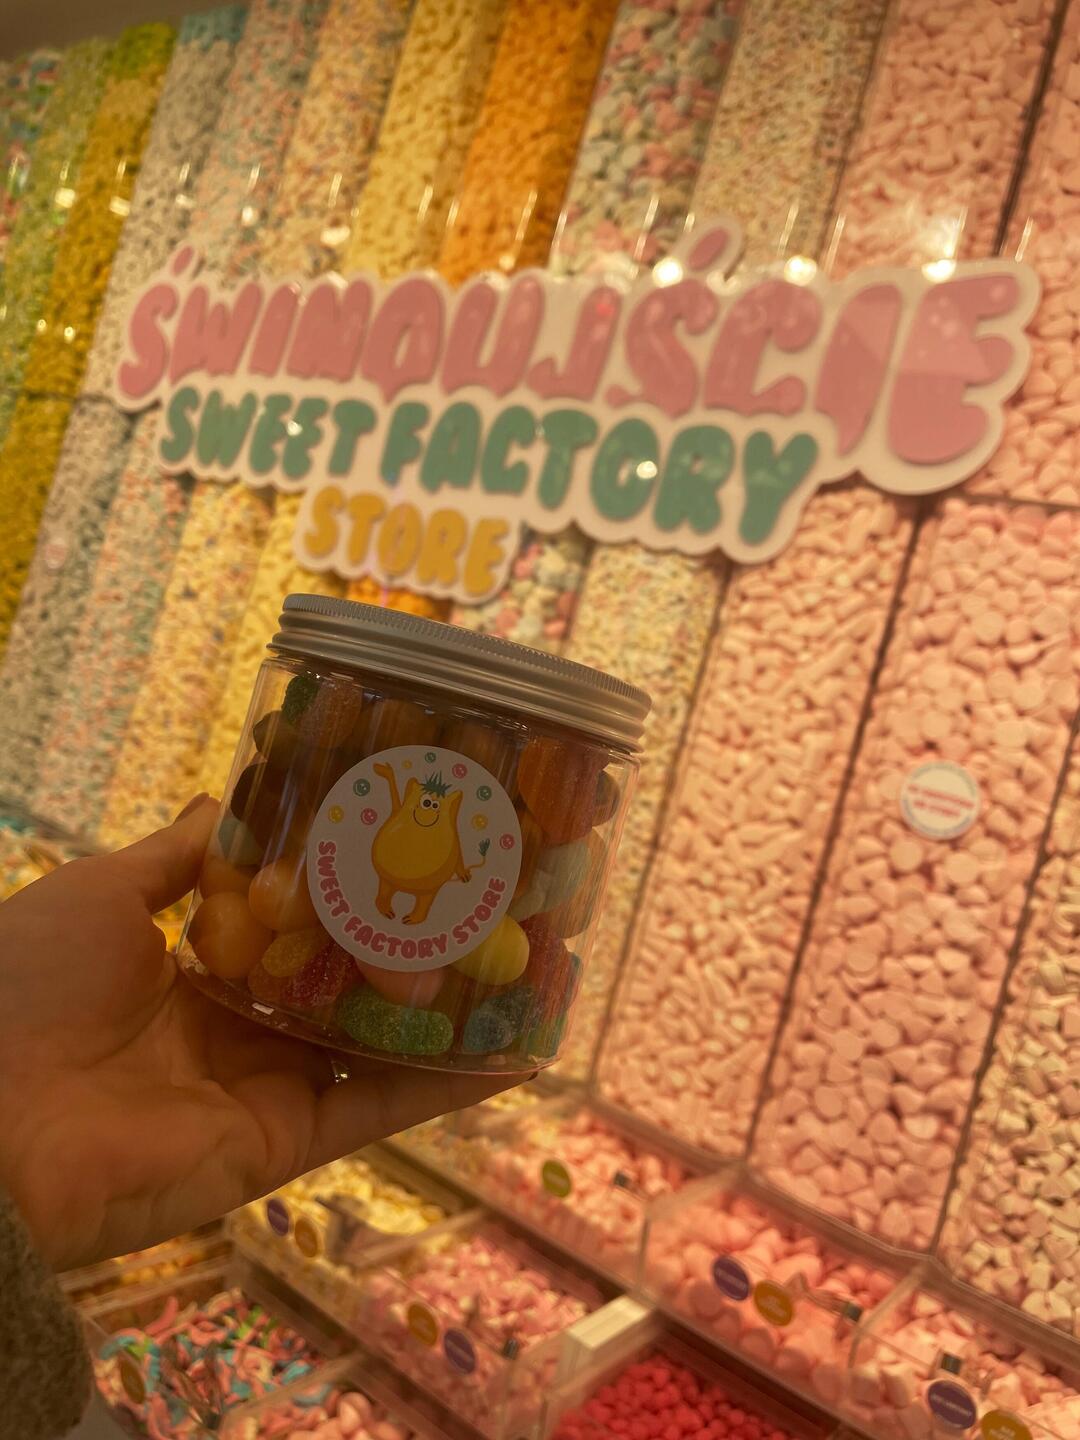 ŚWINOUJŚCIE
SWEET FACTORY
STORE
SWEET FACTORY STORE